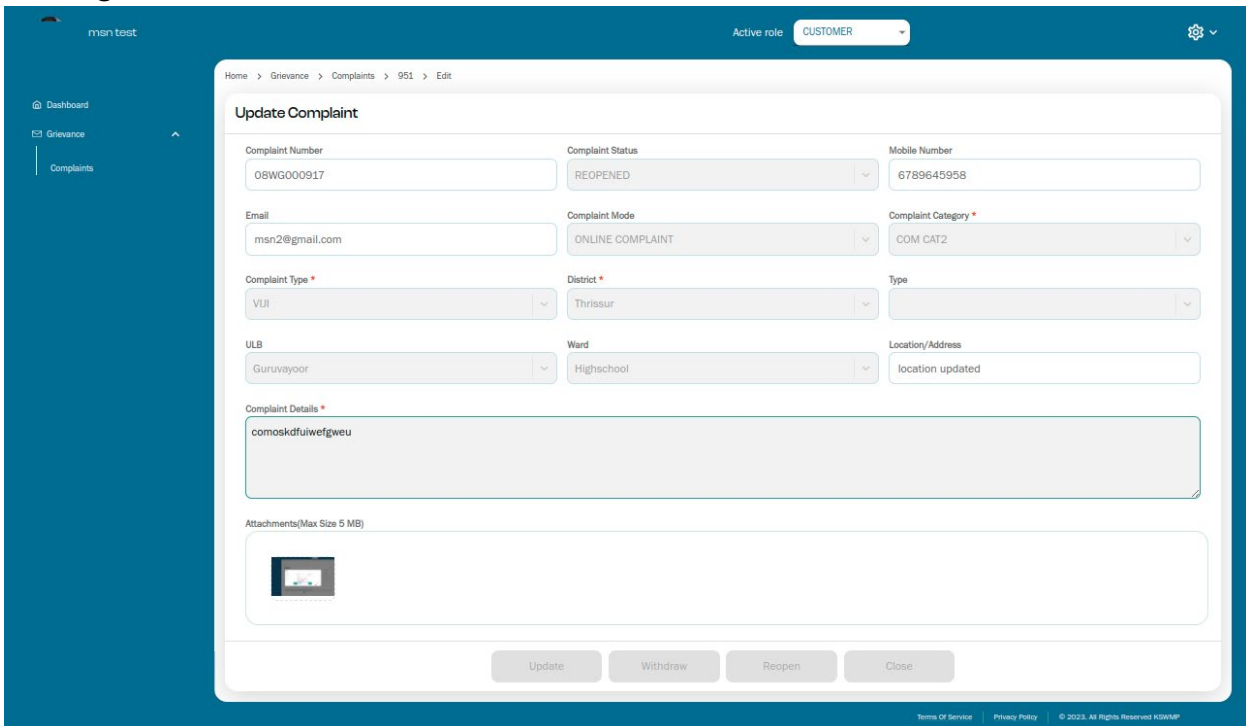 msn test
Active role CUSTOMER
Home > Grievance > Complaints > 951 > Edit
Dashboard
Grievance
Complaints
Update Complaint
Complaint Number Complaint Status Mobile Number
08WG000917 REOPENED 6789645958
Email Complaint Mode Complaint Category *
msn2@gmail.com ONLINE COMPLAINT COM CAT2
Complaint Type * District * Type
VIJI Thrissur
ULB Ward Location/Address
Guruvayoor Highschool location updated
Complaint Details *
comoskdfuiwefgweu
Attachments(Max Size 5 MB)
Update Withdraw Reopen Close
Terms Of Service | Privacy Policy | © 2023. All Rights Reserved KSWMP